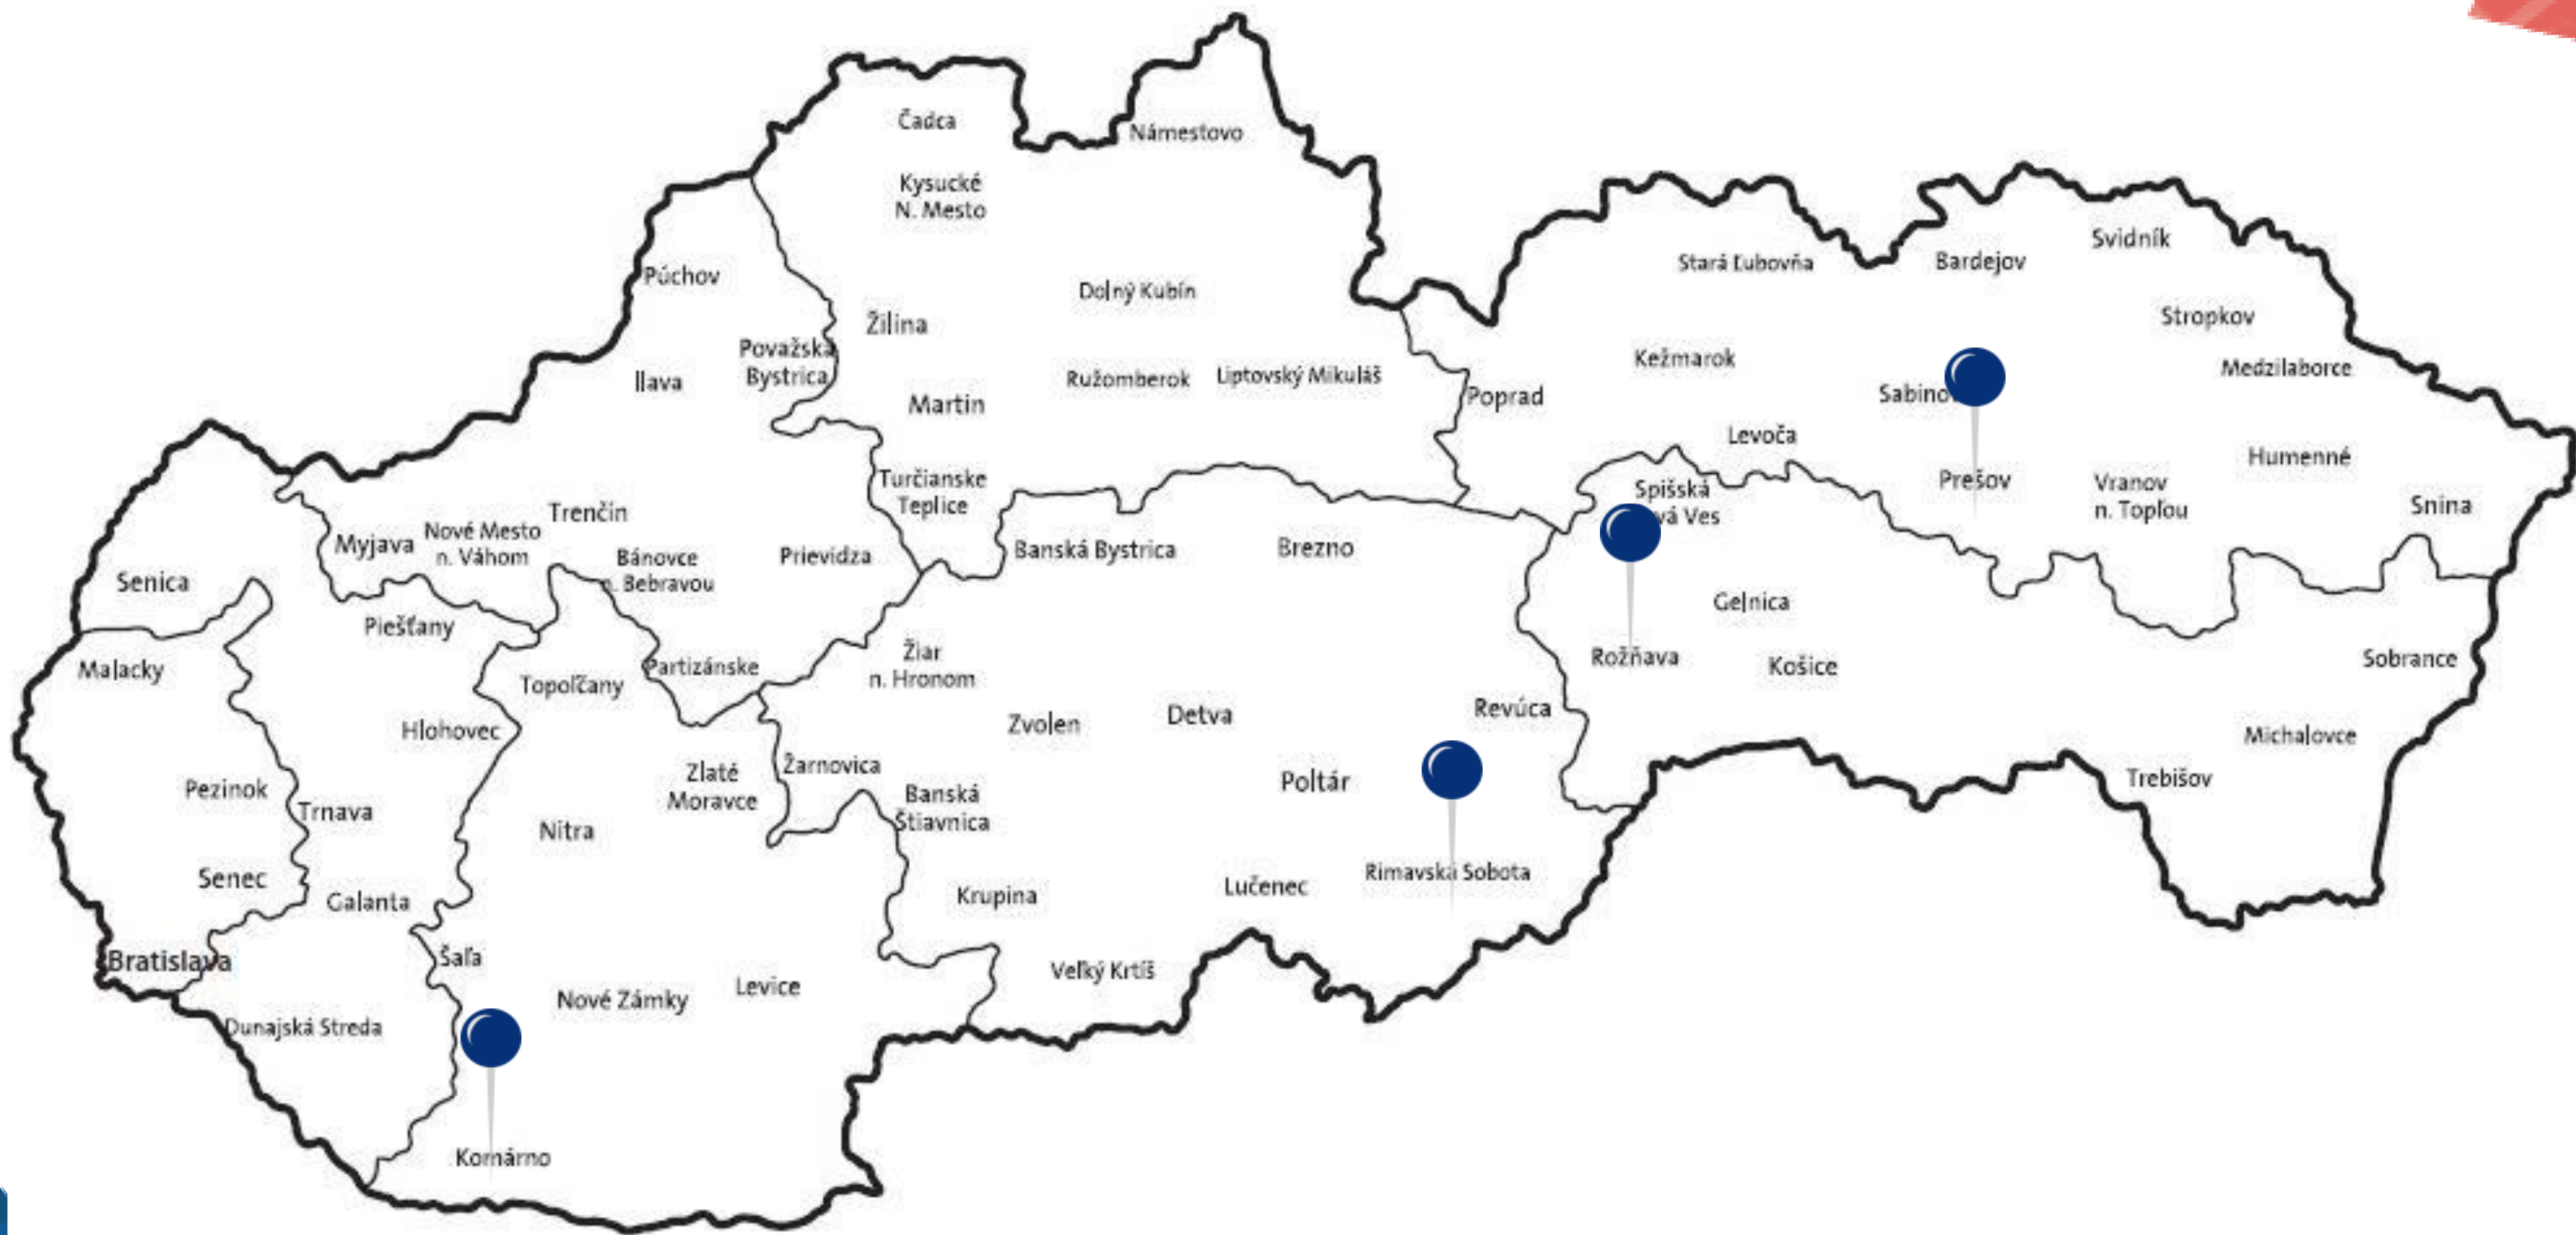 Čadca
Námestovo
Kysucké
N. Mesto
Púchov
Dolný Kubín
Žilina
Považská
Bystrica
Ilava
Martin
Ružomberok
Liptovský Mikuláš
Turčianske
Teplice
Stará Ľubovňa
Bardejov
Svidník
Stropkov
Kežmarok
Medzilaborce
Poprad
Levoča
Prešov
Humenné
Vranov
n. Topľou
Snina
Spišská
Myjava
Nové Mesto
n. Váhom
Trenčín
Bánovce
n. Bebravou
Prievidza
Partizánske
Banská Bystrica
Brezno
Senica
Piešťany
Malacky
Topoľčany
Hlohovec
Žiar
n. Hronom
Zvolen
Detva
Revúca
Rožňava
Gelnica
Košice
Sobrance
Michalovce
Trebišov
Pezinok
Trnava
Nitra
Zlaté
Moravce
Žarnovica
Banská
Štiavnica
Poltár
Senec
Galanta
Krupina
Lučenec
Rimavská Sobota
Bratislava
Šaľa
Veľký Krtíš
Dunajská Streda
Nové Zámky
Levice
Komárno